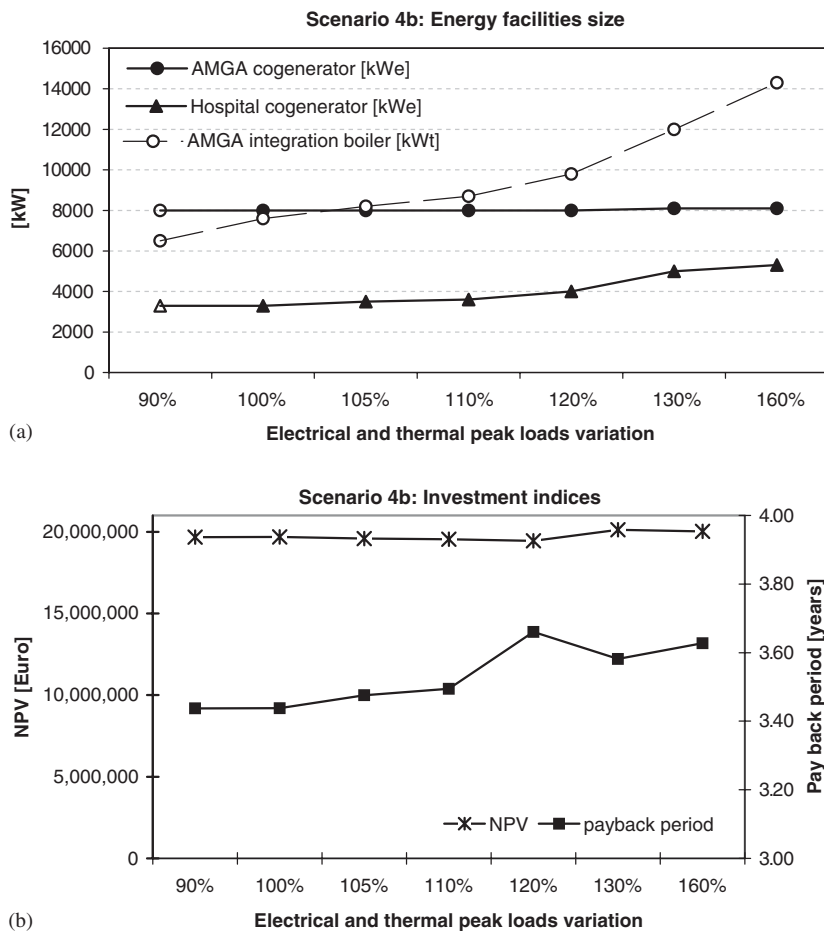 Scenario 4b: Energy facilities size
16000
14000
12000
10000
8000
6000
4000
2000
0
[kW]
AMGA cogenerator [kWe]
Hospital cogenerator [kWe]
AMGA integration boiler [kWt]
90% 100% 105% 110% 120% 130% 160%
(a) Electrical and thermal peak loads variation
Scenario 4b: Investment indices
20,000,000
15,000,000
10,000,000
5,000,000
0
NPV [Euro]
4.00
3.80
3.60
3.40
3.20
3.00
Pay back period [years]
NPV payback period
90% 100% 105% 110% 120% 130% 160%
(b) Electrical and thermal peak loads variation